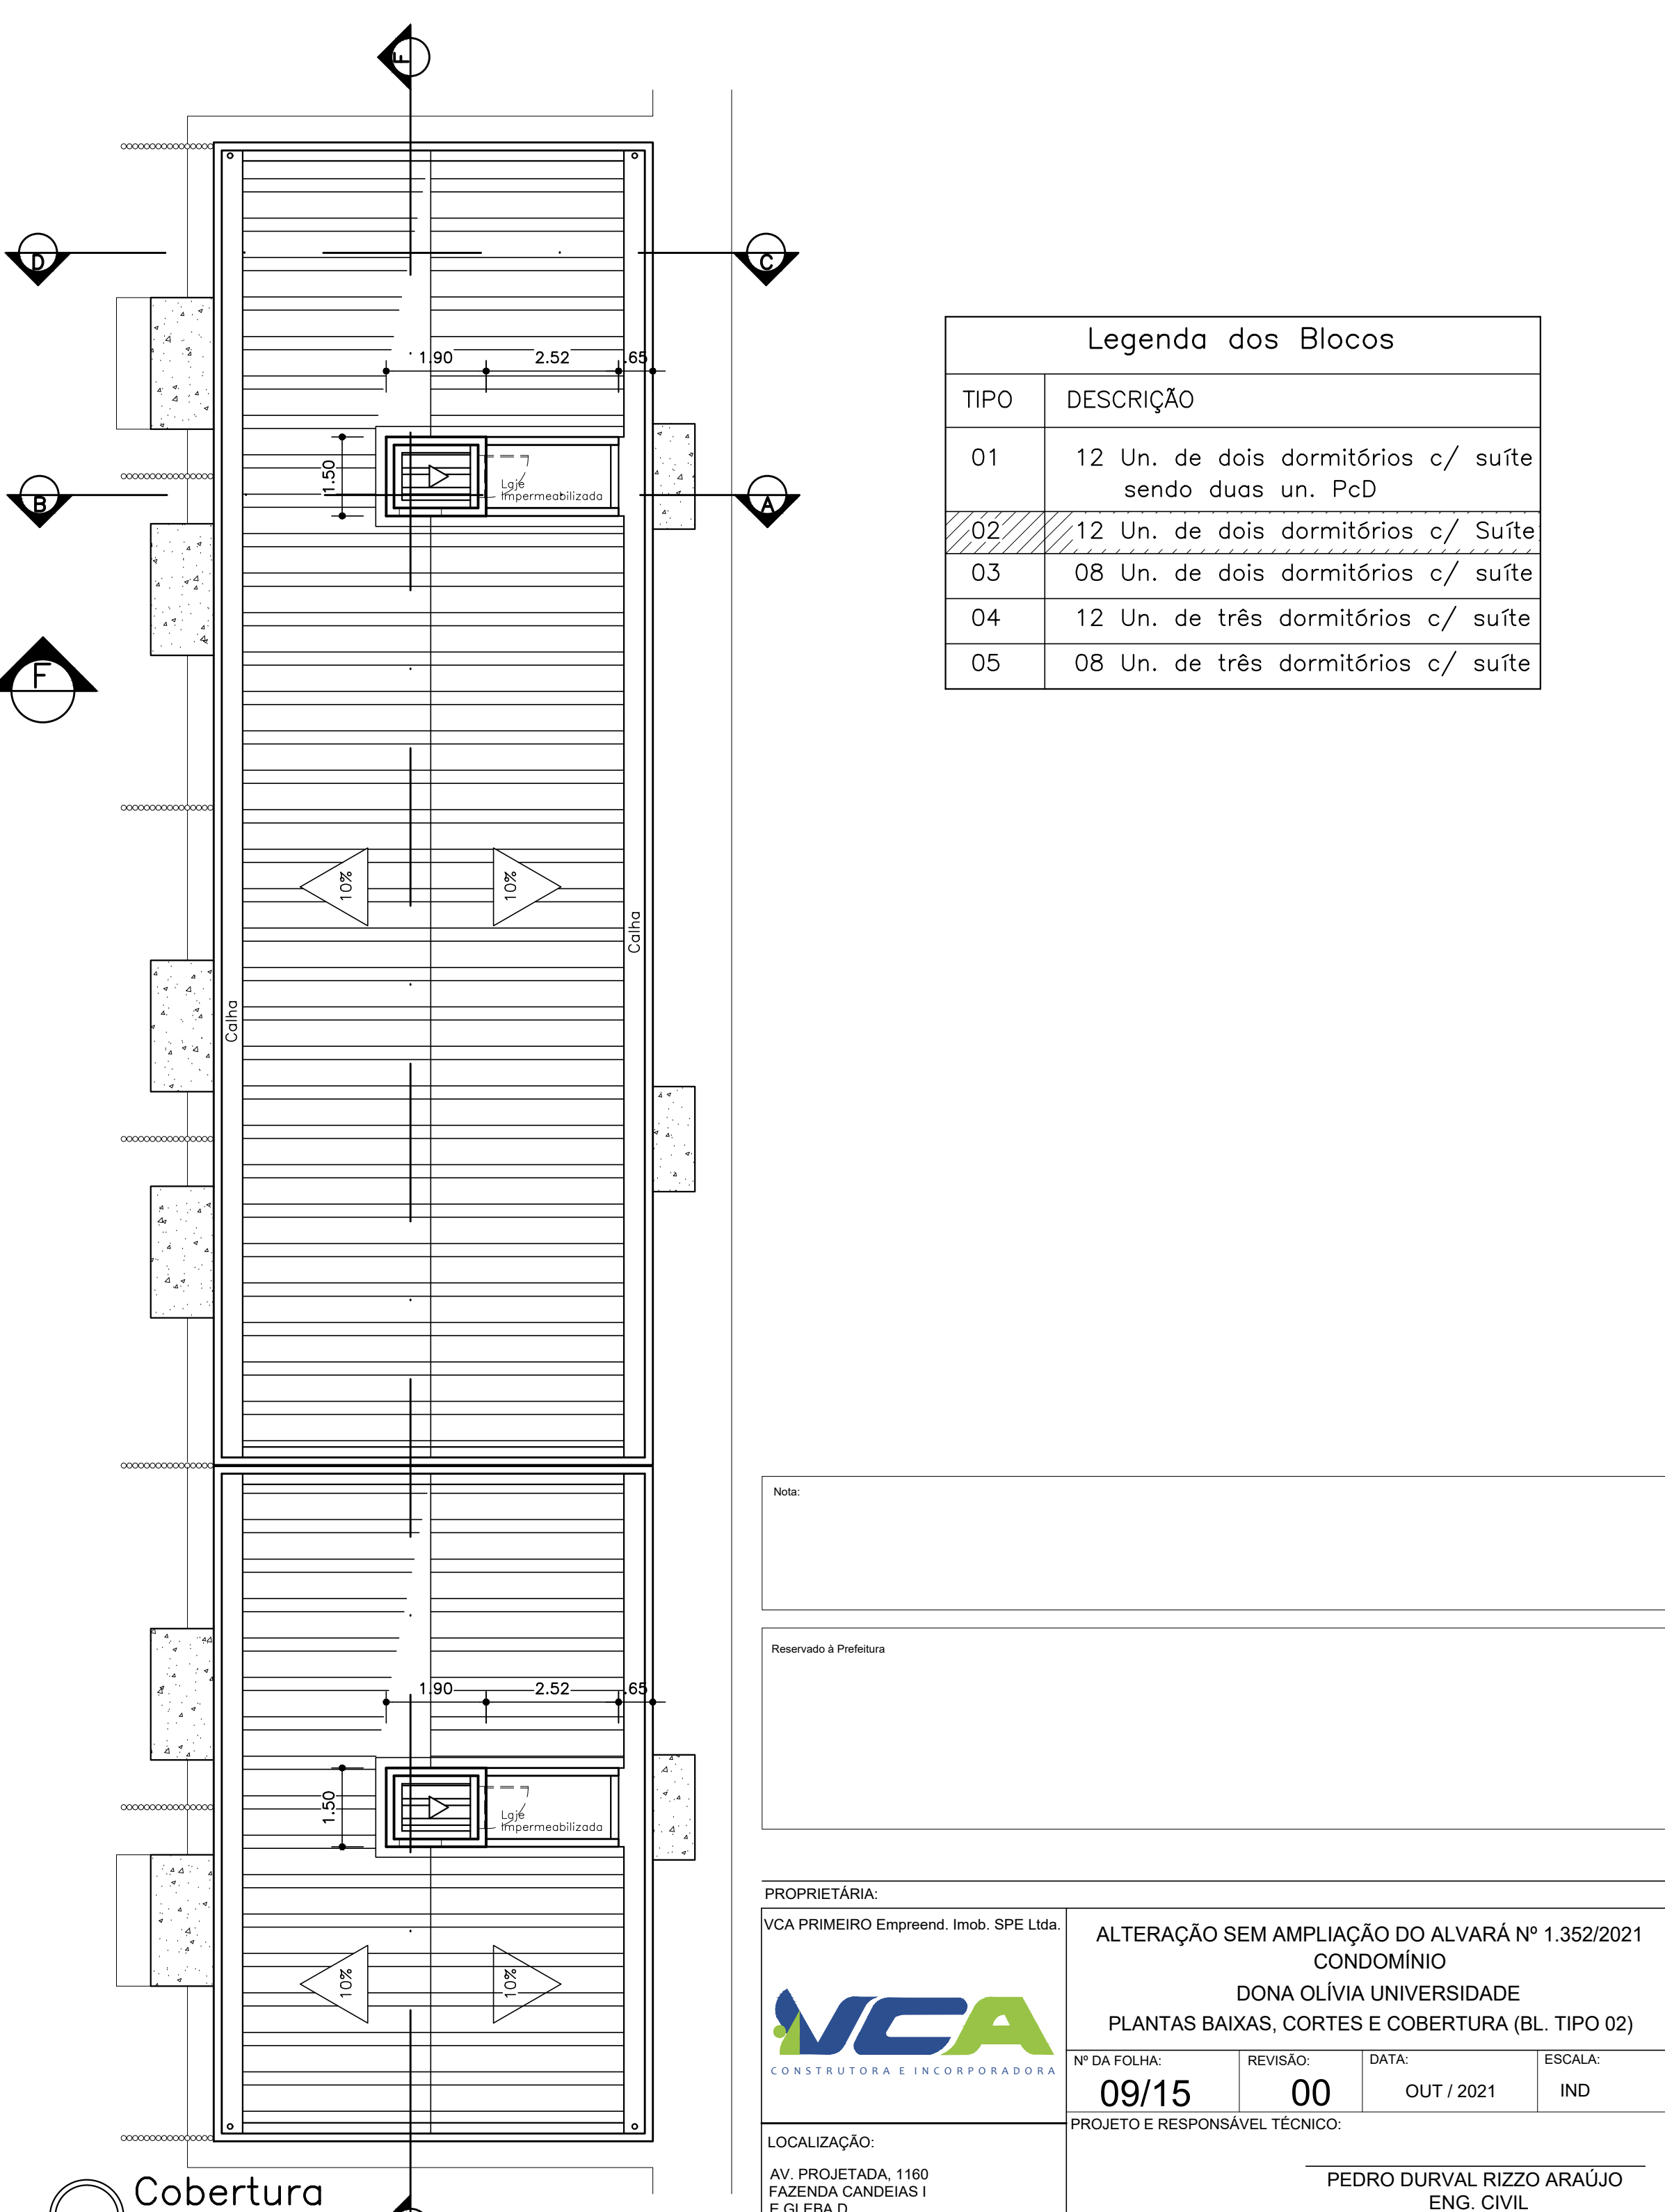 E
D
C
1.90
2.52
.65
1.50
Laje
Impermeabilizada
B
A
F
10%
10%
Calha
Calha
1.90
2.52
.65
1.50
Laje
Impermeabilizada
10%
10%
Cobertura
Legenda dos Blocos
TIPO DESCRIÇÃO
01 12 Un. de dois dormitórios c/ suíte
sendo duas un. PcD
02 12 Un. de dois dormitórios c/ Suíte
03 08 Un. de dois dormitórios c/ suíte
04 12 Un. de três dormitórios c/ suíte
05 08 Un. de três dormitórios c/ suíte
Nota:
Reservado à Prefeitura
PROPRIETÁRIA:
VCA PRIMEIRO Empreend. Imob. SPE Ltda.
VCA
CONSTRUTORA E INCORPORADORA
ALTERAÇÃO SEM AMPLIAÇÃO DO ALVARÁ Nº 1.352/2021
CONDOMÍNIO
DONA OLÍVIA UNIVERSIDADE
PLANTAS BAIXAS, CORTES E COBERTURA (BL. TIPO 02)
Nº DA FOLHA: REVISÃO: DATA: ESCALA:
09/15 00 OUT / 2021 IND
LOCALIZAÇÃO:
AV. PROJETADA, 1160
FAZENDA CANDEIAS I
E GLEBA D
PROJETO E RESPONSÁVEL TÉCNICO:
PEDRO DURVAL RIZZO ARAÚJO
ENG. CIVIL